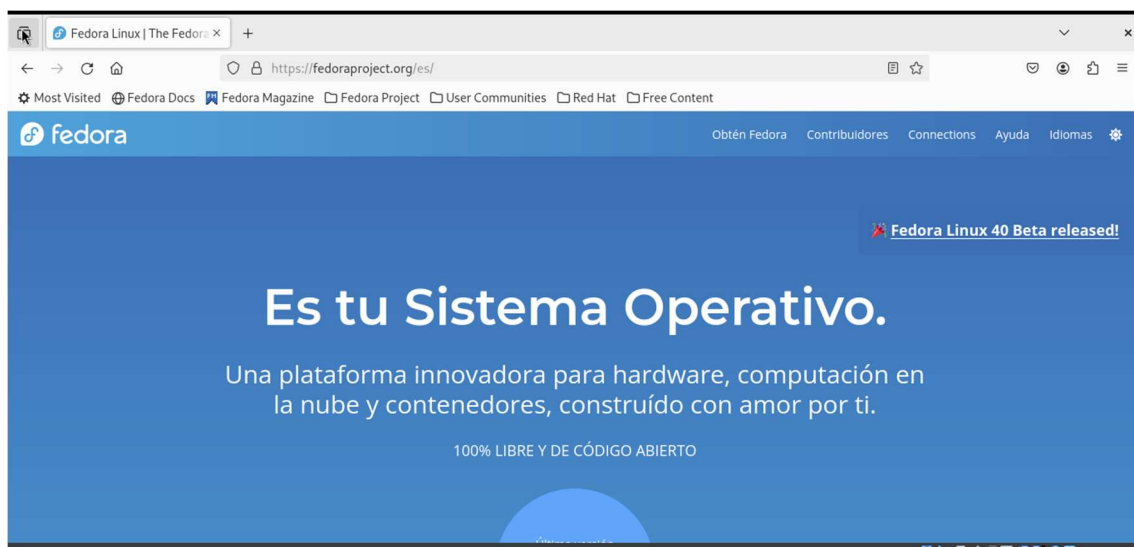 Fedora Linux | The Fedora
https://fedoraproject.org/es/
Most Visited Fedora Docs Fedora Magazine Fedora Project User Communities Red Hat Free Content
fedora Obtén Fedora Contribuidores Connections Ayuda Idiomas
Fedora Linux 40 Beta released!
Es tu Sistema Operativo.
Una plataforma innovadora para hardware, computación en
la nube y contenedores, construído con amor por ti.
100% LIBRE Y DE CÓDIGO ABIERTO